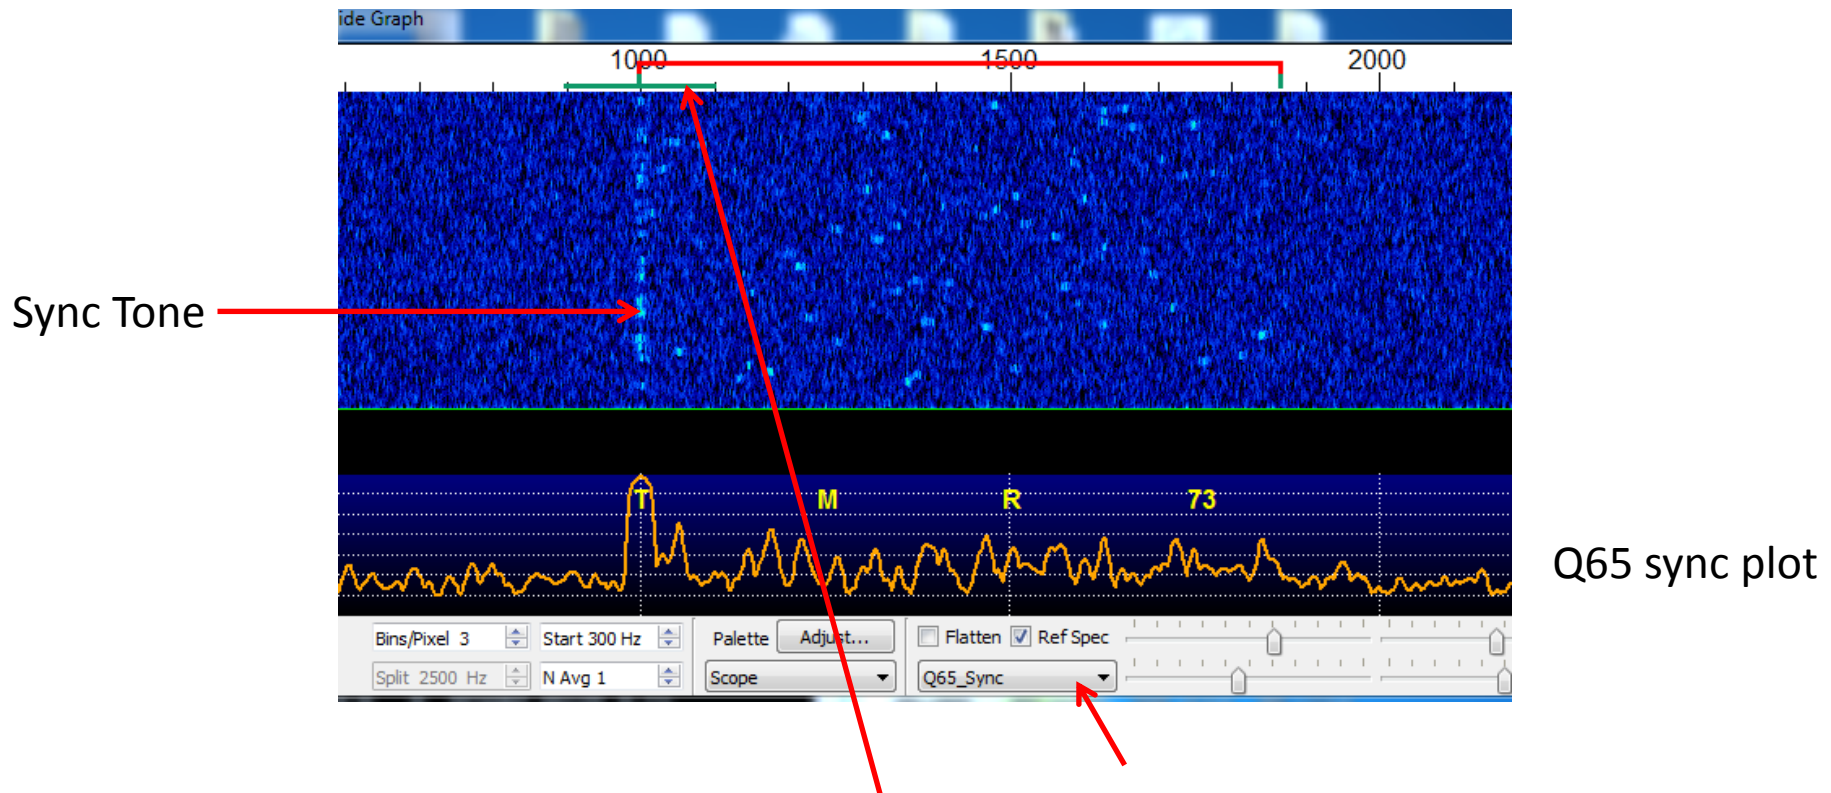 ide Graph
1000 1500 2000
Sync Tone
T M R 73
Q65 sync plot
Bins/Pixel 3 Start 300 Hz Palette Adjust... Flatten Ref Spec
Split 2500 Hz N Avg 1 Scope Q65_Sync